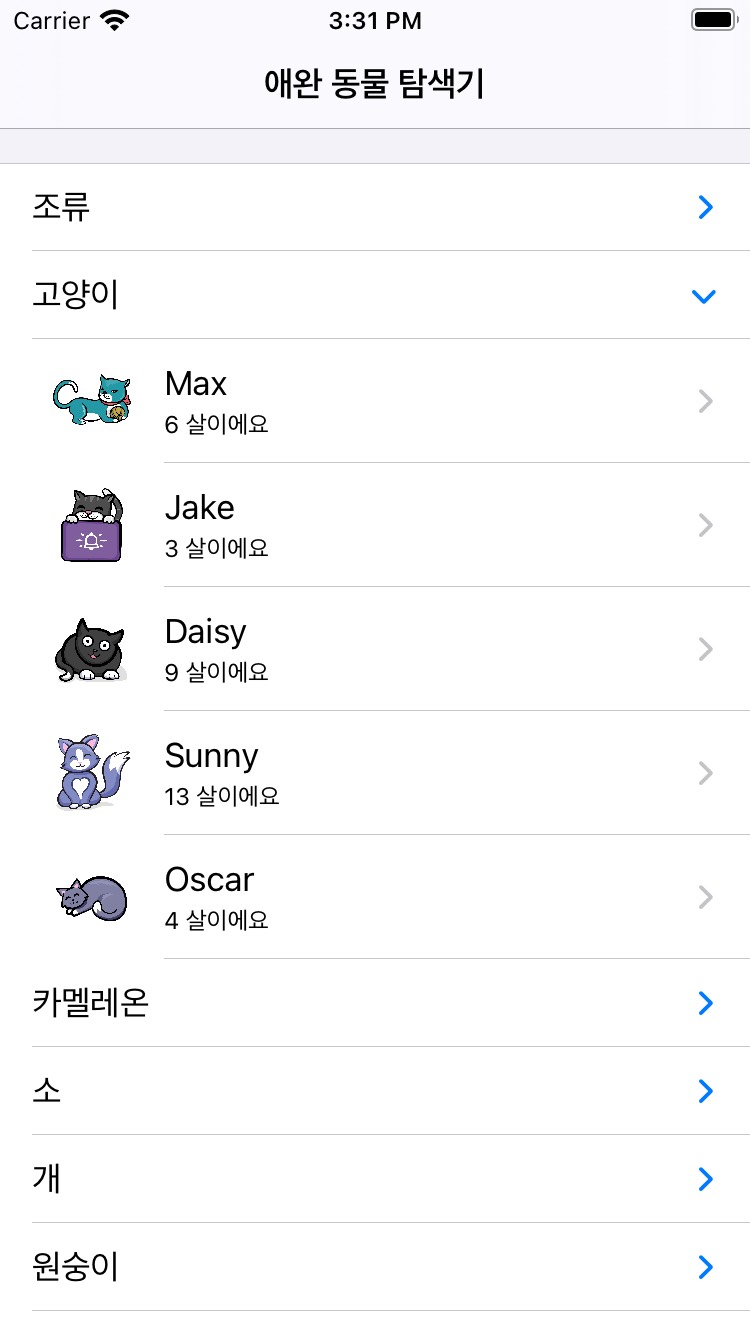 Carrier 3:31 PM
애완 동물 탐색기
조류
고양이
Max
6 살이에요
Jake
3 살이에요
Daisy
9 살이에요
Sunny
13 살이에요
Oscar
4 살이에요
카멜레온
소
개
원숭이